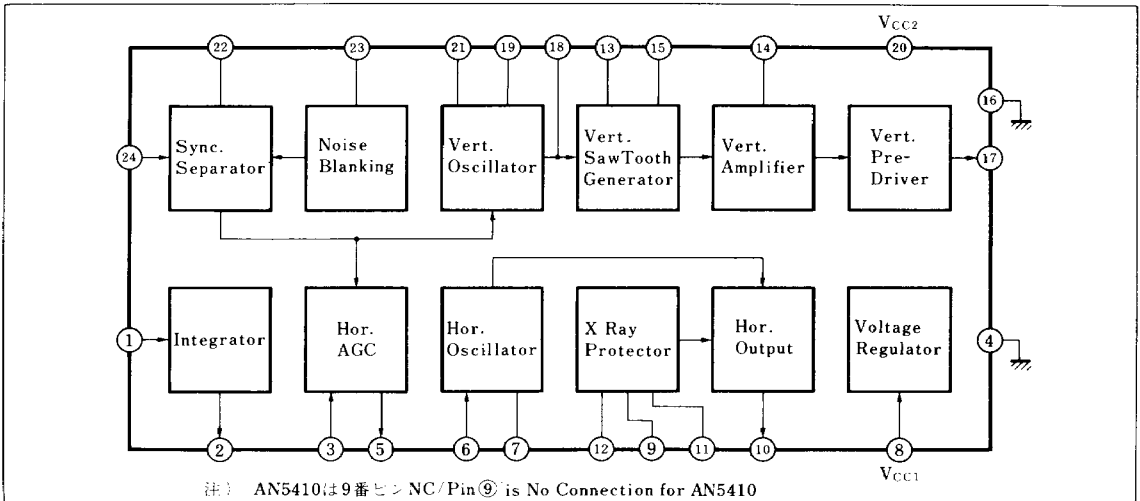 VCC2
22 23 21 19 18 13 15 14 20
16
24
Sync. Separator
Noise Blanking
Vert. Oscillator
Vert. SawTooth Generator
Vert. Amplifier
Vert. Pre-Driver
17
1
Integrator
Hor. AGC
Hor. Oscillator
X Ray Protector
Hor. Output
Voltage Regulator
4
2 3 5 6 7 12 9 11 10 8
VCC1
注) AN5410は9番ピンNC/Pin⑨ is No Connection for AN5410